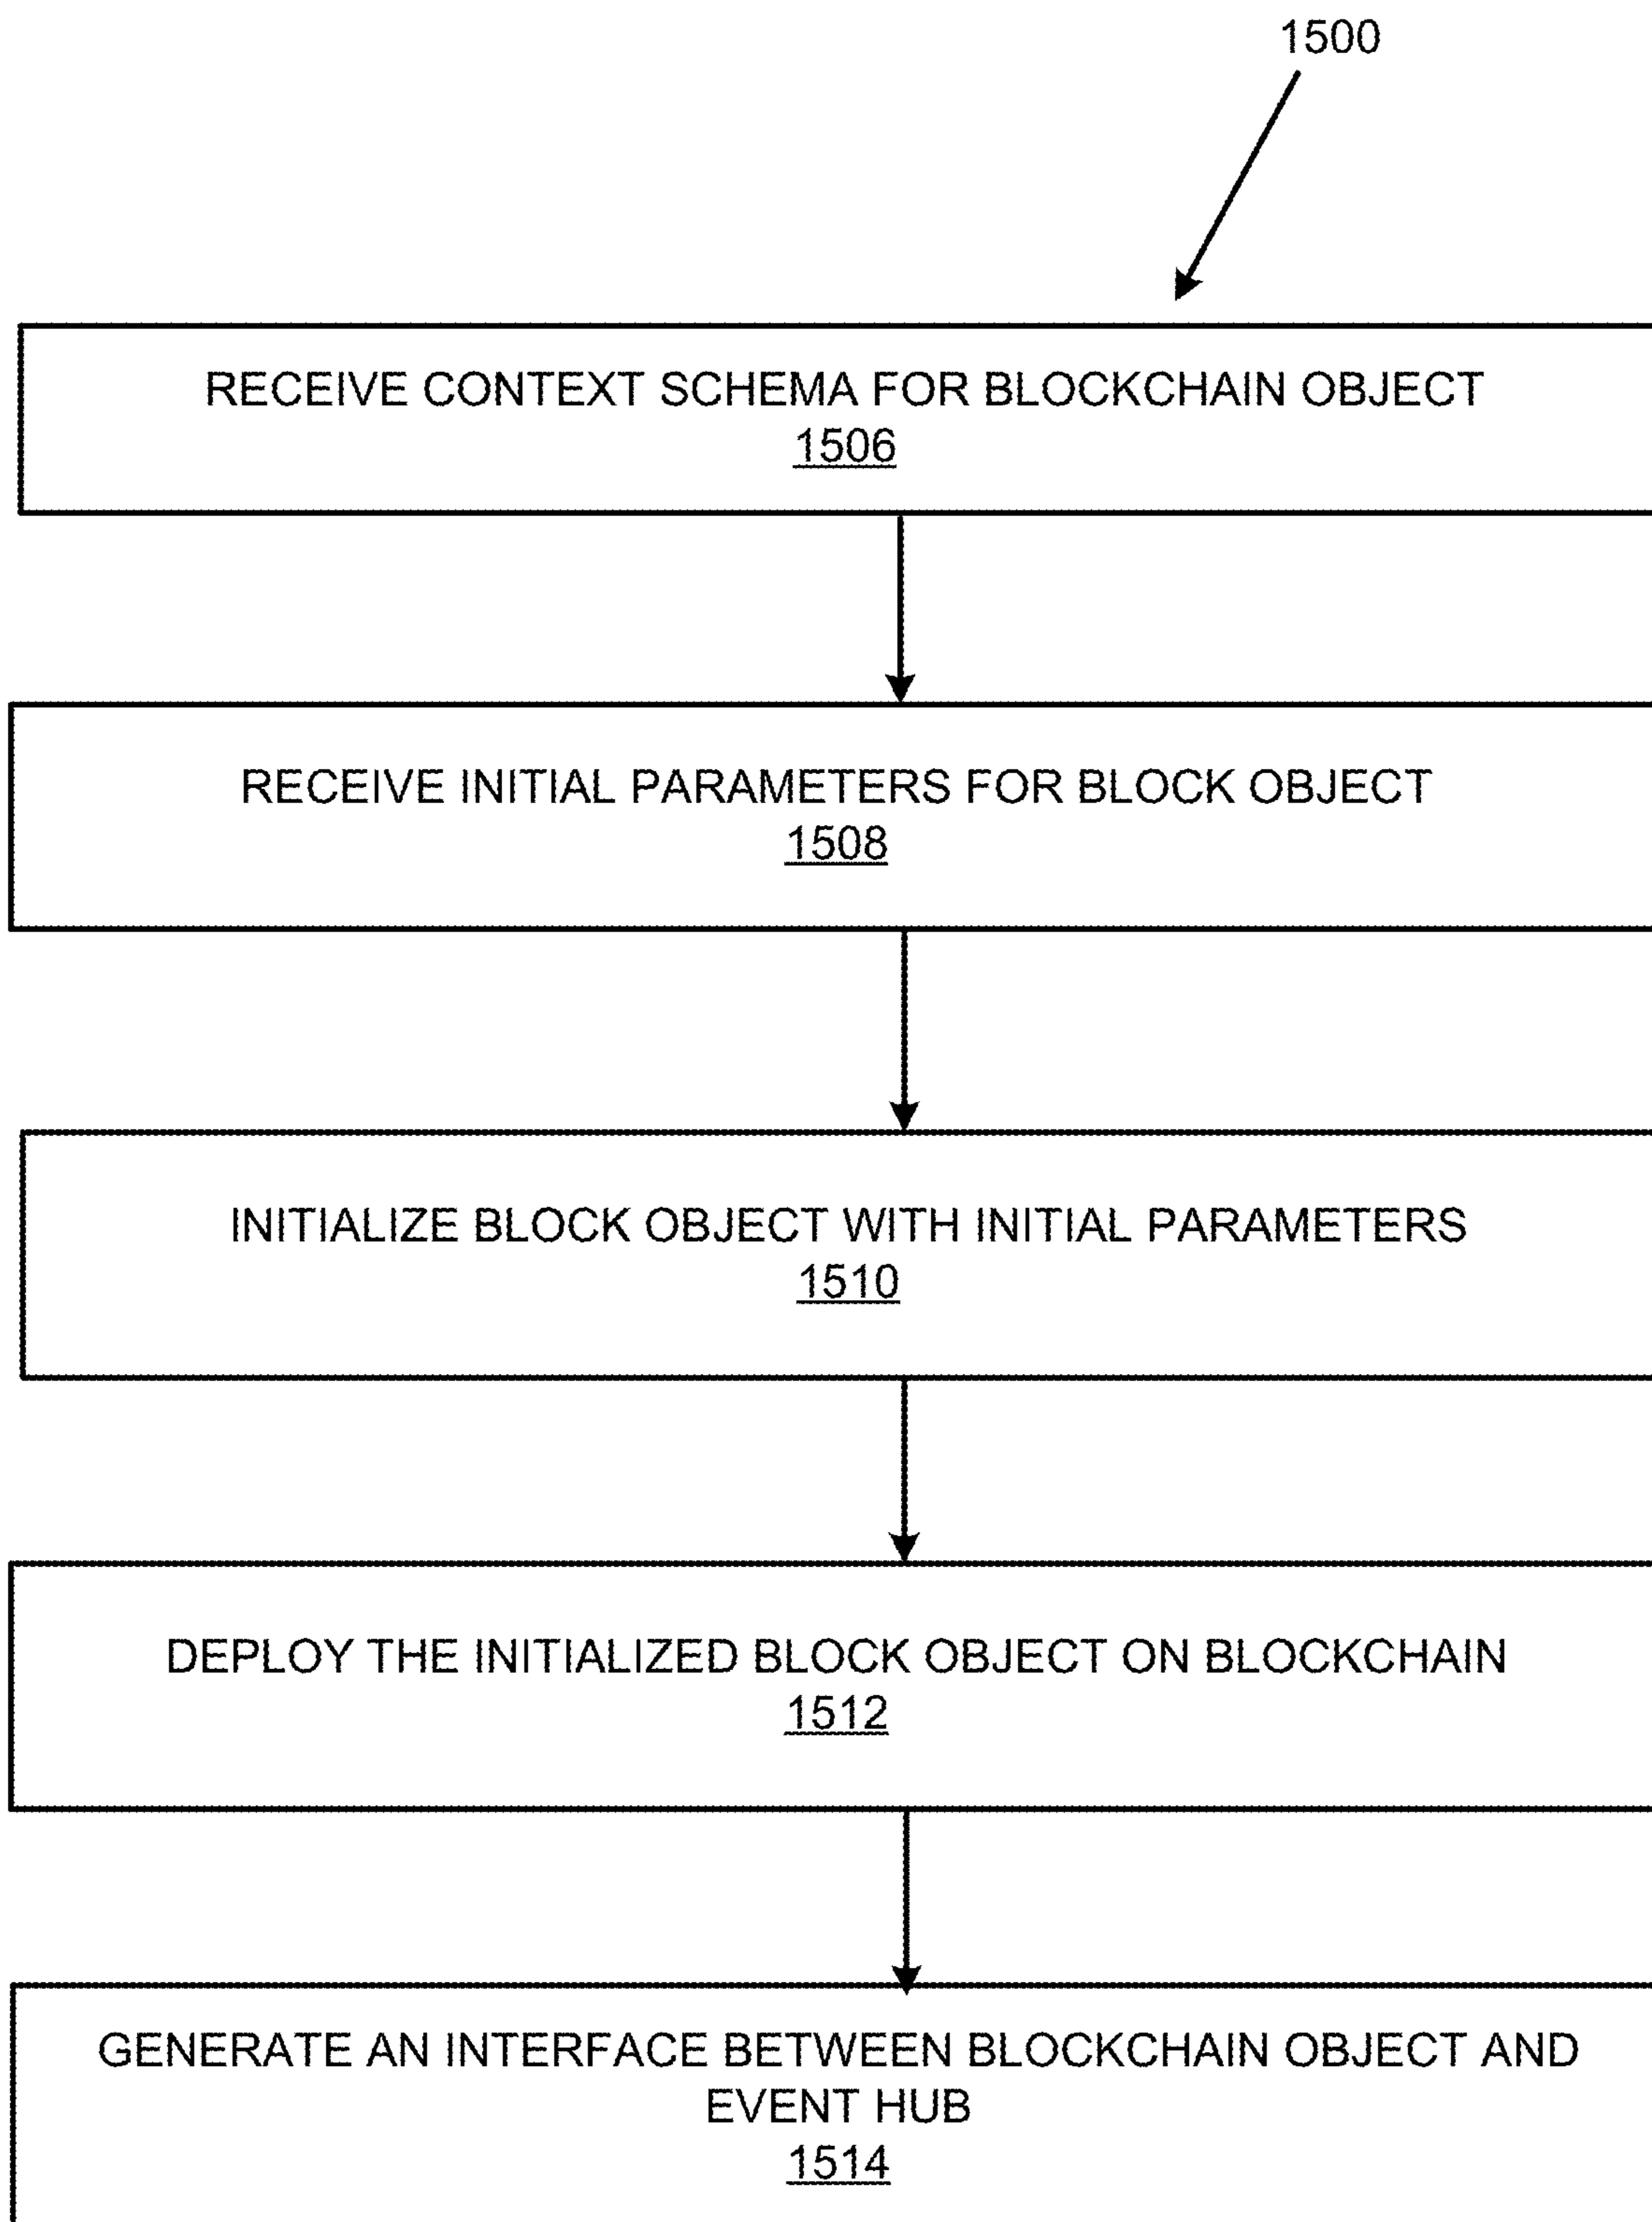 1500
RECEIVE CONTEXT SCHEMA FOR BLOCKCHAIN OBJECT
1506
RECEIVE INITIAL PARAMETERS FOR BLOCK OBJECT
1508
INITIALIZE BLOCK OBJECT WITH INITIAL PARAMETERS
1510
DEPLOY THE INITIALIZED BLOCK OBJECT ON BLOCKCHAIN
1512
GENERATE AN INTERFACE BETWEEN BLOCKCHAIN OBJECT AND
EVENT HUB
1514